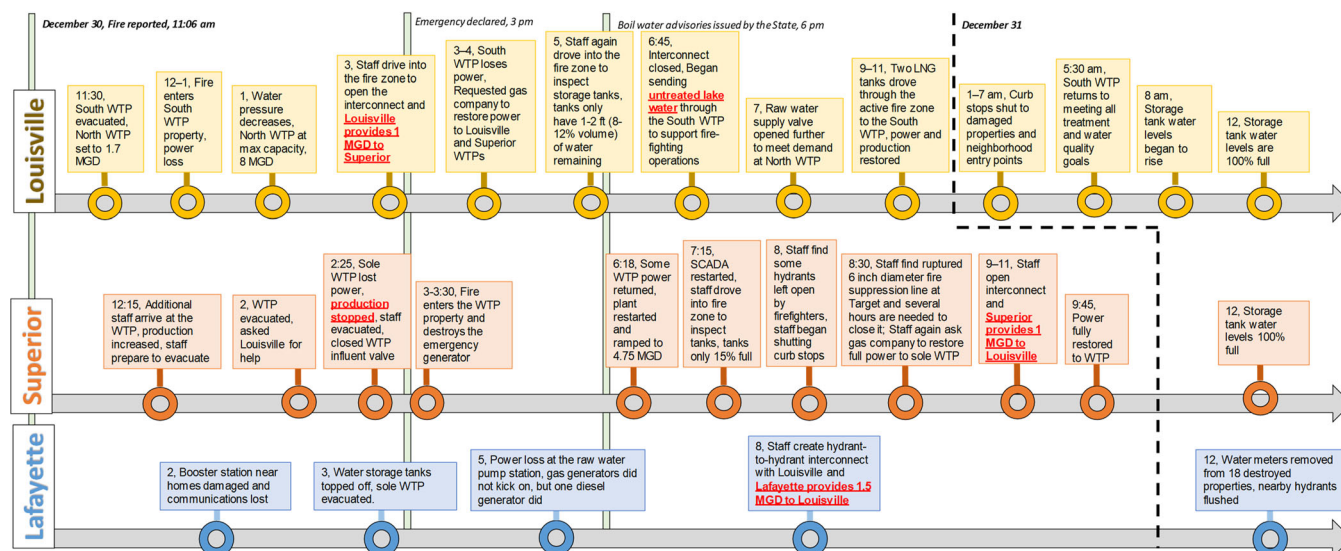 December 30, Fire reported, 11:06 am
Emergency declared, 3 pm
Boil water advisories issued by the State, 6 pm
December 31
Louisville
11:30,
South WTP
evacuated,
North WTP
set to 1.7
MGD
12–1, Fire
enters
South WTP
property,
power
loss
1, Water
pressure
decreases,
North WTP at
max capacity,
8 MGD
3, Staff drive into
the fire zone to
open the
interconnect and
Louisville
provides 1
MGD to
Superior
3–4, South
WTP loses
power,
Requested gas
company to
restore power
to Louisville
and Superior
WTPs
5, Staff again
drove into the
fire zone to
inspect
storage tanks,
tanks only
have 1-2 ft (8-
12% volume)
of water
remaining
6:45,
Interconnect
closed, Began
sending
untreated lake
water through
the South WTP
to support fire-
fighting
operations
7, Raw water
supply valve
opened further
to meet demand
at North WTP
9–11, Two LNG
tanks drove
through the
active fire zone
to the South
WTP, power and
production
restored
1–7 am, Curb
stops shut to
damaged
properties and
neighborhood
entry points
5:30 am,
South WTP
returns to
meeting all
treatment
and water
quality
goals
8 am,
Storage
tank water
levels
began to
rise
12, Storage
tank water
levels are
100% full
Superior
12:15, Additional
staff arrive at the
WTP, production
increased, staff
prepare to evacuate
2, WTP
evacuated,
asked
Louisville for
help
2:25, Sole
WTP lost
power,
production
stopped, staff
evacuated,
closed WTP
influent valve
3-3:30, Fire
enters the WTP
property and
destroys the
emergency
generator
6:18, Some
WTP power
returned,
plant
restarted
and
ramped to
4.75 MGD
7:15,
SCADA
restarted,
staff drove
into fire
zone to
inspect
tanks, tanks
only 15% full
8, Staff find
some
hydrants
left open
by
firefighters,
staff began
shutting
curb stops
8:30, Staff find ruptured
6 inch diameter fire
suppression line at
Target and several
hours are needed to
close it; Staff again ask
gas company to restore
full power to sole WTP
9–11, Staff
open
interconnect
and
Superior
provides 1
MGD to
Louisville
9:45,
Power
fully
restored
to WTP
12, Storage
tank water
levels 100%
full
Lafayette
2, Booster station near
homes damaged and
communications lost
3, Water storage tanks
topped off, sole WTP
evacuated.
5, Power loss at the raw water
pump station, gas generators did
not kick on, but one diesel
generator did
8, Staff create hydrant-
to-hydrant interconnect
with Louisville and
Lafayette provides 1.5
MGD to Louisville
12, Water meters removed
from 18 destroyed
properties, nearby hydrants
flushed